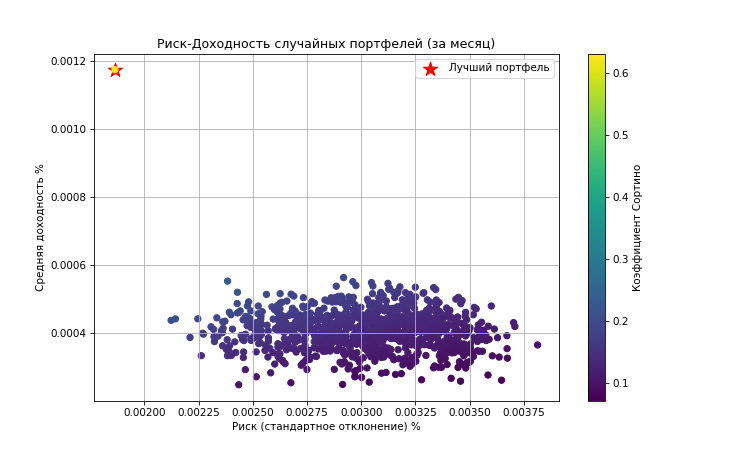 Риск-Доходность случайных портфелей (за месяц)
Лучший портфель
Средняя доходность %
0.0012
0.0010
0.0008
0.0006
0.0004
0.00200 0.00225 0.00250 0.00275 0.00300 0.00325 0.00350 0.00375
Риск (стандартное отклонение) %
0.6
0.5
0.4
0.3
0.2
0.1
Коэффициент Сортино